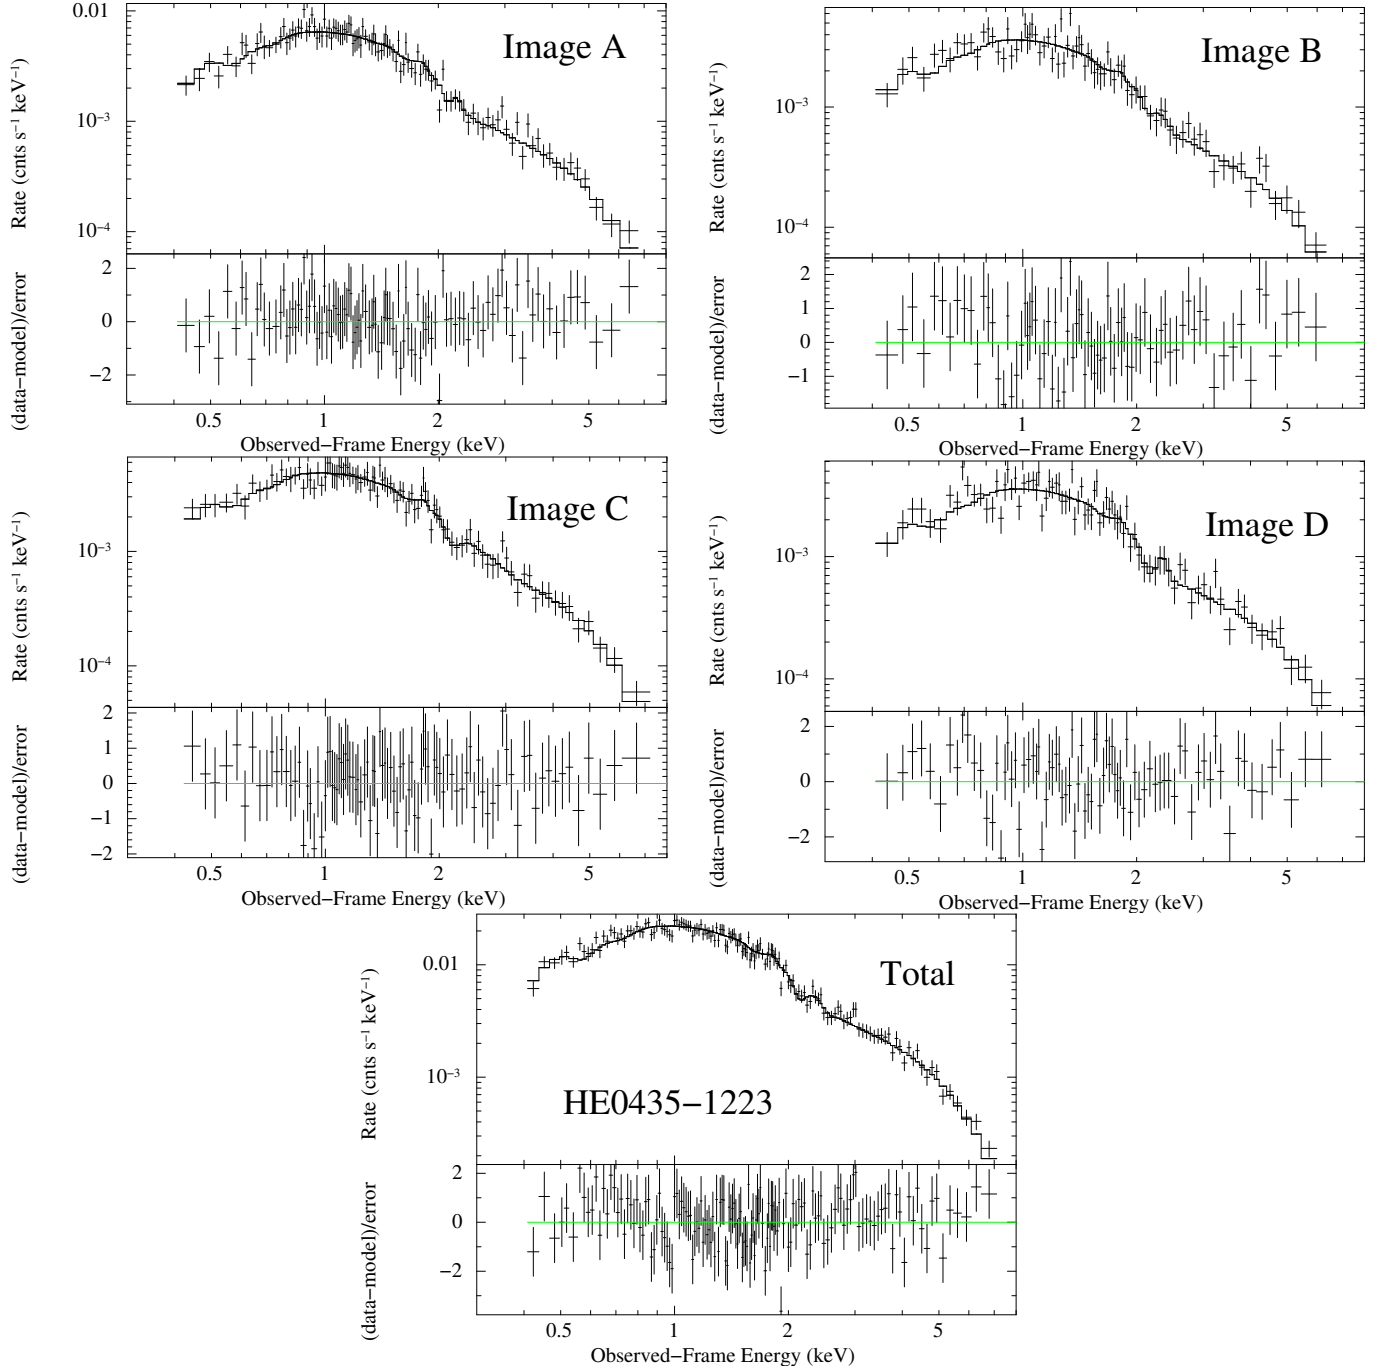 0.01
Image A
10⁻³
10⁻⁴
Rate (cnts s⁻¹ keV⁻¹)
2
0
−2
(data−model)/error
0.5 1 2 5
Observed−Frame Energy (keV)
Image B
10⁻³
10⁻⁴
Rate (cnts s⁻¹ keV⁻¹)
2
1
0
−1
(data−model)/error
0.5 1 2 5
Observed−Frame Energy (keV)
Image C
10⁻³
10⁻⁴
Rate (cnts s⁻¹ keV⁻¹)
2
1
0
−1
−2
(data−model)/error
0.5 1 2 5
Observed−Frame Energy (keV)
Image D
10⁻³
10⁻⁴
Rate (cnts s⁻¹ keV⁻¹)
2
0
−2
(data−model)/error
0.5 1 2 5
Observed−Frame Energy (keV)
Total
0.01
10⁻³
HE0435−1223
Rate (cnts s⁻¹ keV⁻¹)
2
0
−2
(data−model)/error
0.5 1 2 5
Observed−Frame Energy (keV)